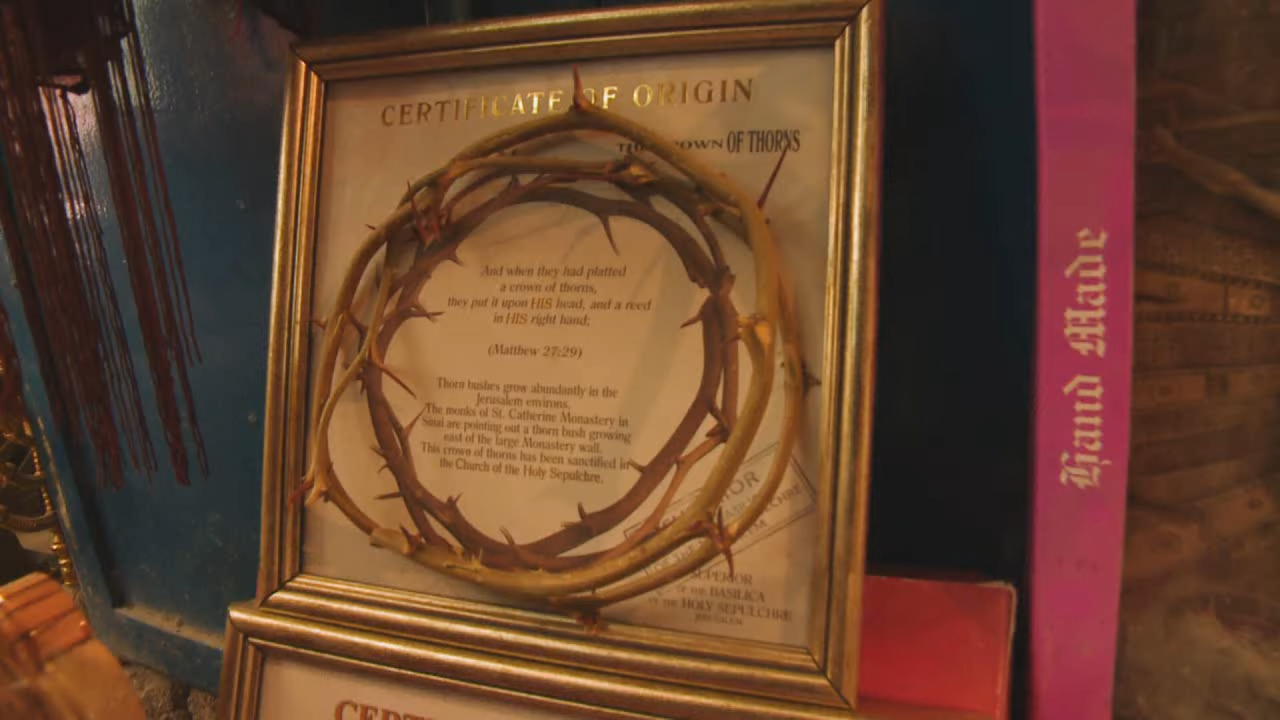 CERTIFICATE OF ORIGIN
OF THORNS
And when they had platted
a crown of thorns,
they put it upon HIS head, and a reed
in HIS right hand;
(Matthew 27:29)
Thorn bushes grow abundantly in the
Jerusalem environs.
The monks of St. Catherine Monastery in
Sinai are pointing out a thorn bush growing
east of the large Monastery wall.
This crown of thorns has been sanctified in
the Church of the Holy Sepulchre.
SUPERIOR
OF THE BASILICA
OF THE HOLY SEPULCHRE
JERUSALEM
Hand Made